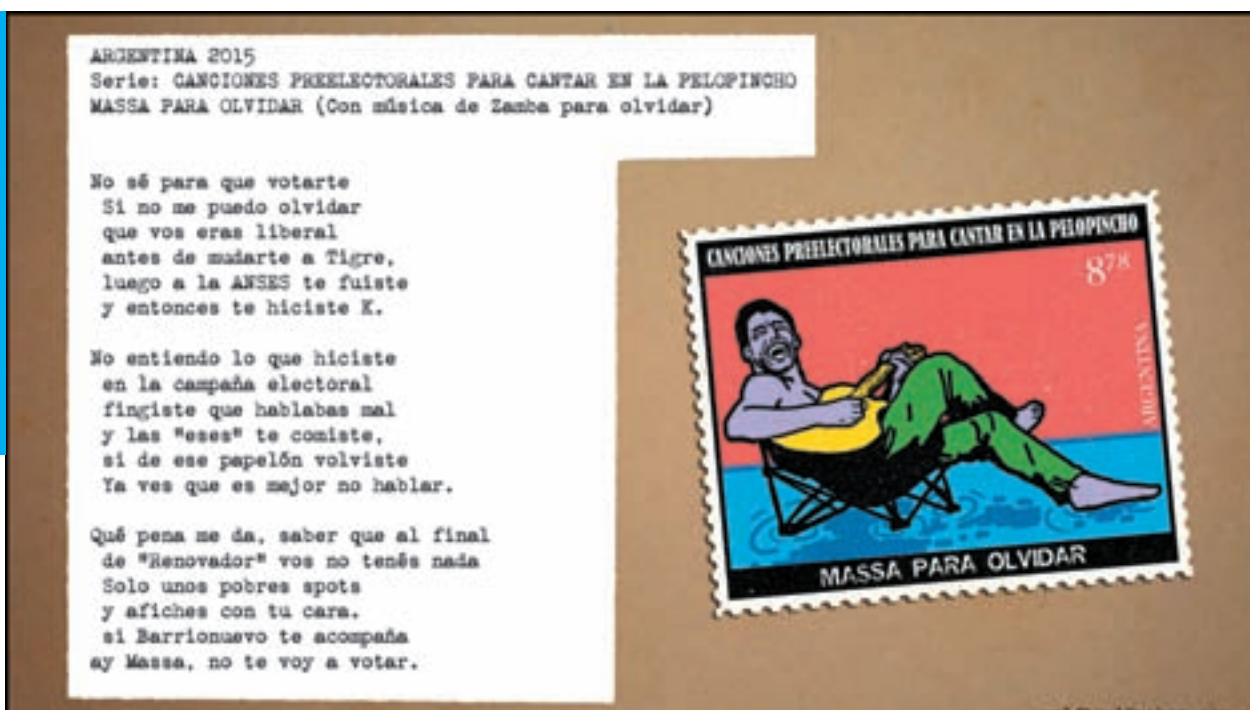 ARGENTINA 2015
Serie: CANCIONES PREELECTORALES PARA CANTAR EN LA PELOPINCHO
MASSA PARA OLVIDAR (Con música de Zamba para olvidar)
No sé para que votarte
Si no me puedo olvidar
que vos eras liberal
antes de mudarte a Tigre,
luego a la ANSES te fuiste
y entonces te hiciste K.
No entiendo lo que hiciste
en la campaña electoral
fingiste que hablabas mal
y las "eses" te comiste,
si de ese papelón volviste
Ya ves que es mejor no hablar.
Qué pena me da, saber que al final
de "Renovador" vos no tenés nada
Solo unos pobres spots
y afiches con tu cara.
si Barrionuevo te acompaña
ay Massa, no te voy a votar.
CANCIONES PREELECTORALES PARA CANTAR EN LA PELOPINCHO
8,78
ARGENTINA
MASSA PARA OLVIDAR